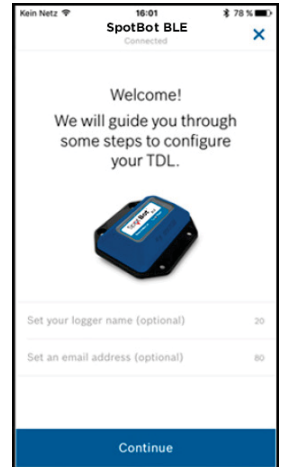 Kein Netz 16:01 78 %
SpotBot BLE
Connected
Welcome!
We will guide you through
some steps to configure
your TDL.
SpotBot
Set your logger name (optional) 20
Set an email address (optional) 80
Continue